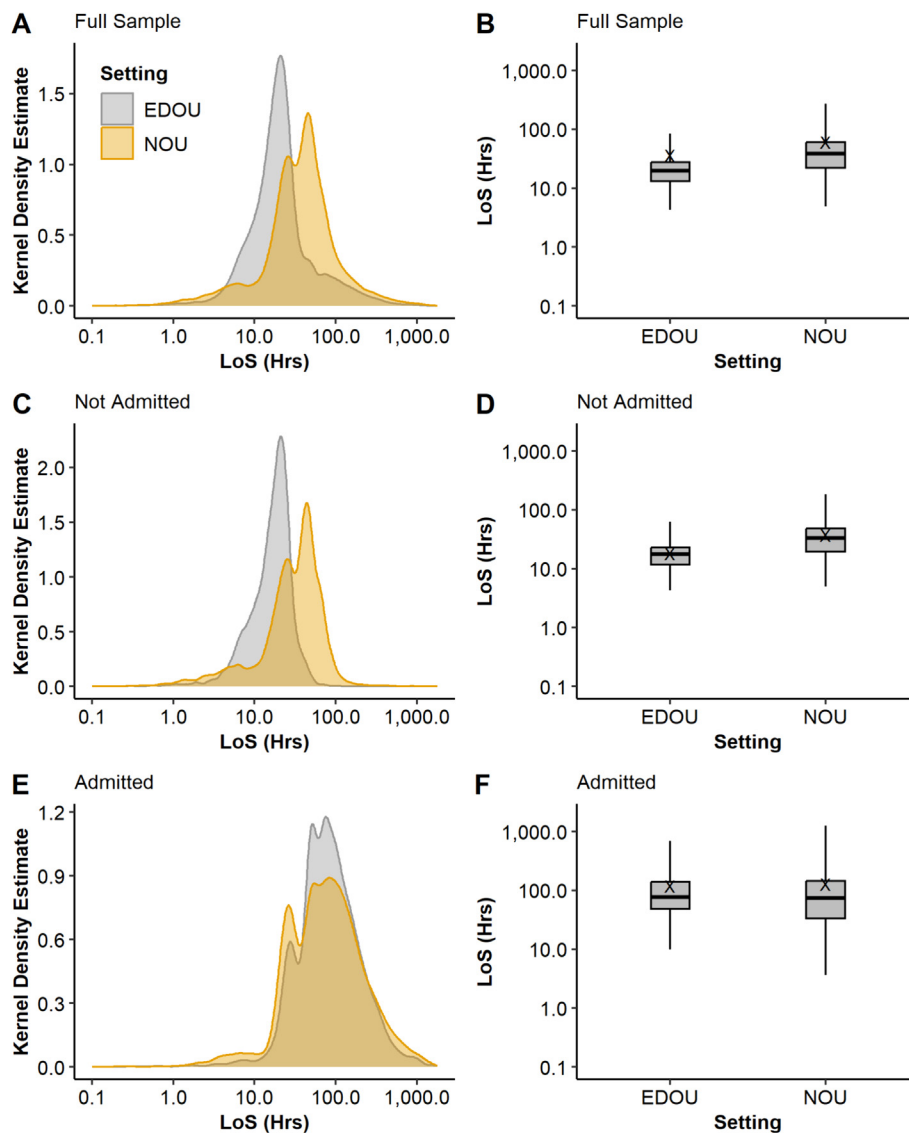 A Full Sample
Kernel Density Estimate
1.5
1.0
0.5
0.0
Setting
EDOU
NOU
0.1 1.0 10.0 100.0 1,000.0
LoS (Hrs)
B Full Sample
LoS (Hrs)
1,000.0
100.0
10.0
1.0
0.1
EDOU NOU
Setting
C Not Admitted
Kernel Density Estimate
2.0
1.5
1.0
0.5
0.0
0.1 1.0 10.0 100.0 1,000.0
LoS (Hrs)
D Not Admitted
LoS (Hrs)
1,000.0
100.0
10.0
1.0
0.1
EDOU NOU
Setting
E Admitted
Kernel Density Estimate
1.2
0.9
0.6
0.3
0.0
0.1 1.0 10.0 100.0 1,000.0
LoS (Hrs)
F Admitted
LoS (Hrs)
1,000.0
100.0
10.0
1.0
0.1
EDOU NOU
Setting